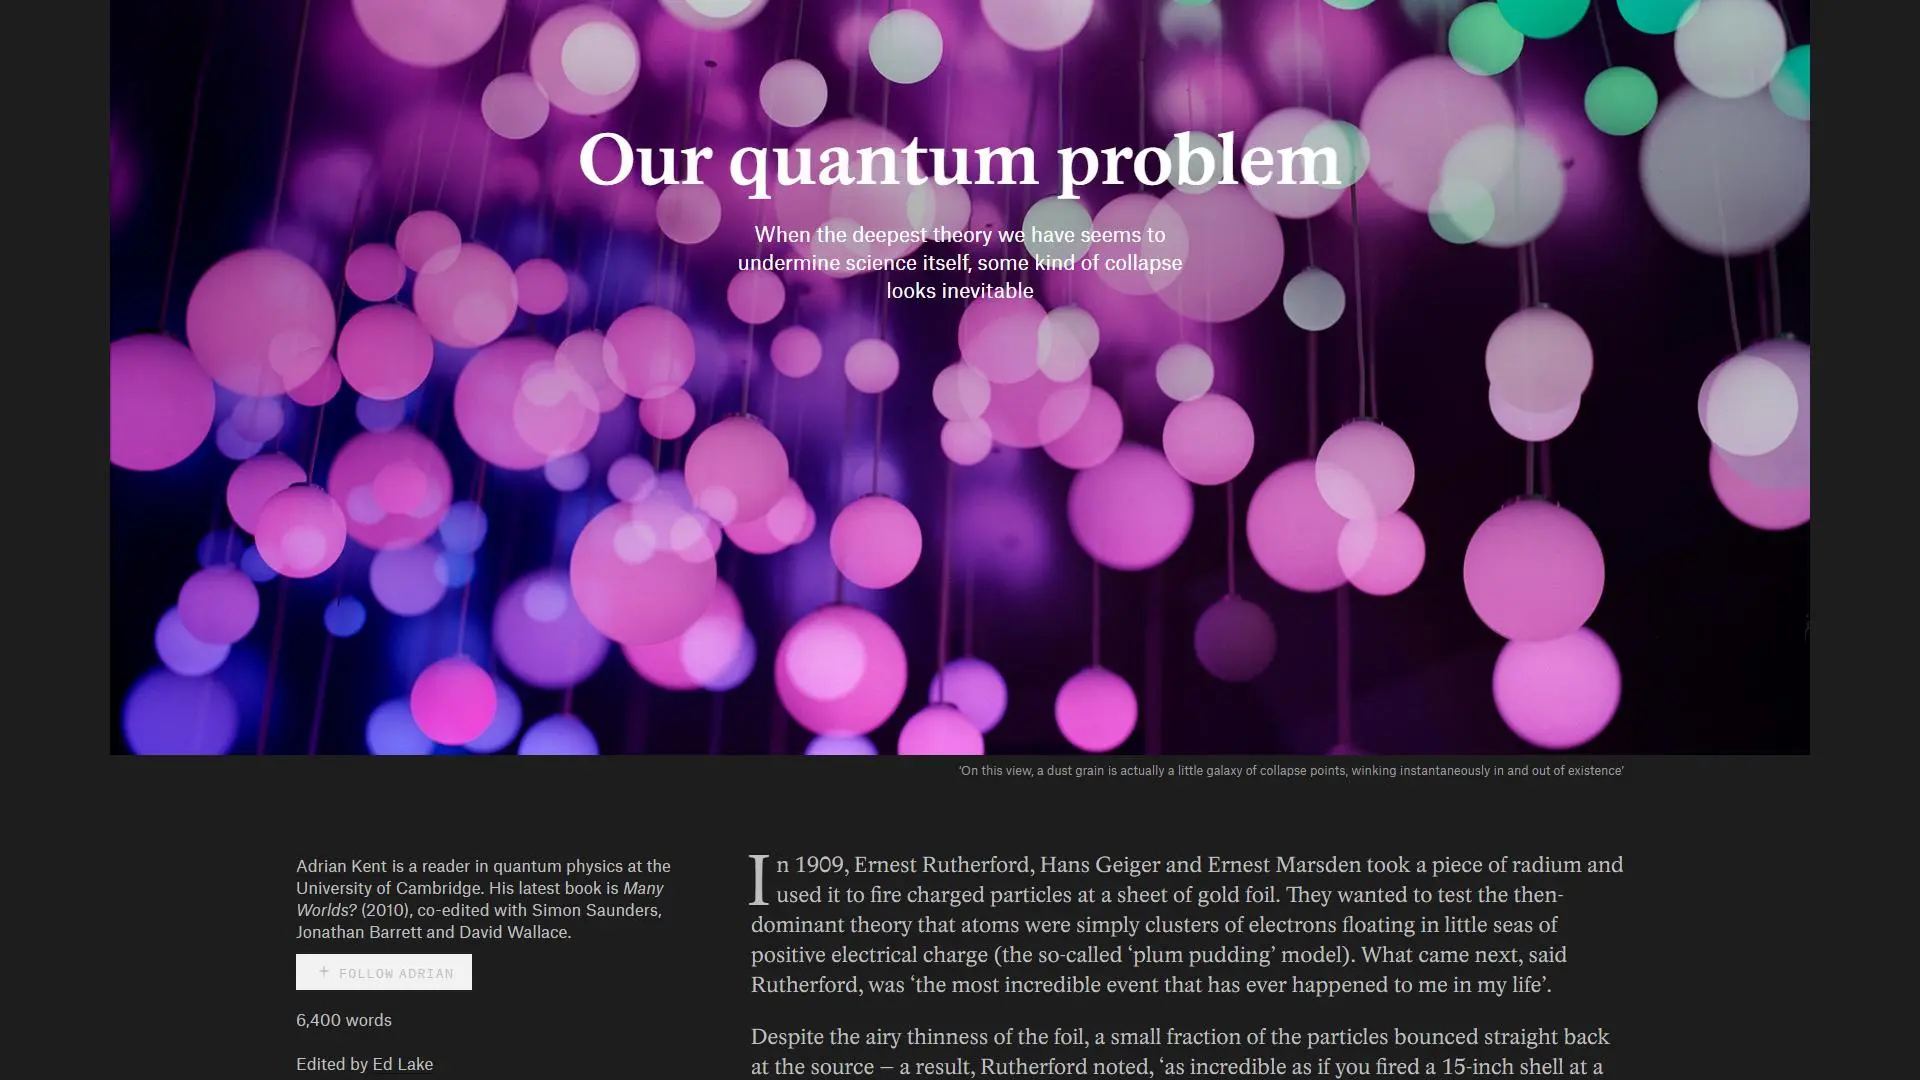 Our quantum problem
When the deepest theory we have seems to
undermine science itself, some kind of collapse
looks inevitable
‘On this view, a dust grain is actually a little galaxy of collapse points, winking instantaneously in and out of existence’
Adrian Kent is a reader in quantum physics at the
University of Cambridge. His latest book is Many
Worlds? (2010), co-edited with Simon Saunders,
Jonathan Barrett and David Wallace.
+ FOLLOW ADRIAN
6,400 words
Edited by Ed Lake
In 1909, Ernest Rutherford, Hans Geiger and Ernest Marsden took a piece of radium and
used it to fire charged particles at a sheet of gold foil. They wanted to test the then-
dominant theory that atoms were simply clusters of electrons floating in little seas of
positive electrical charge (the so-called ‘plum pudding’ model). What came next, said
Rutherford, was ‘the most incredible event that has ever happened to me in my life’.
Despite the airy thinness of the foil, a small fraction of the particles bounced straight back
at the source – a result, Rutherford noted, ‘as incredible as if you fired a 15-inch shell at a